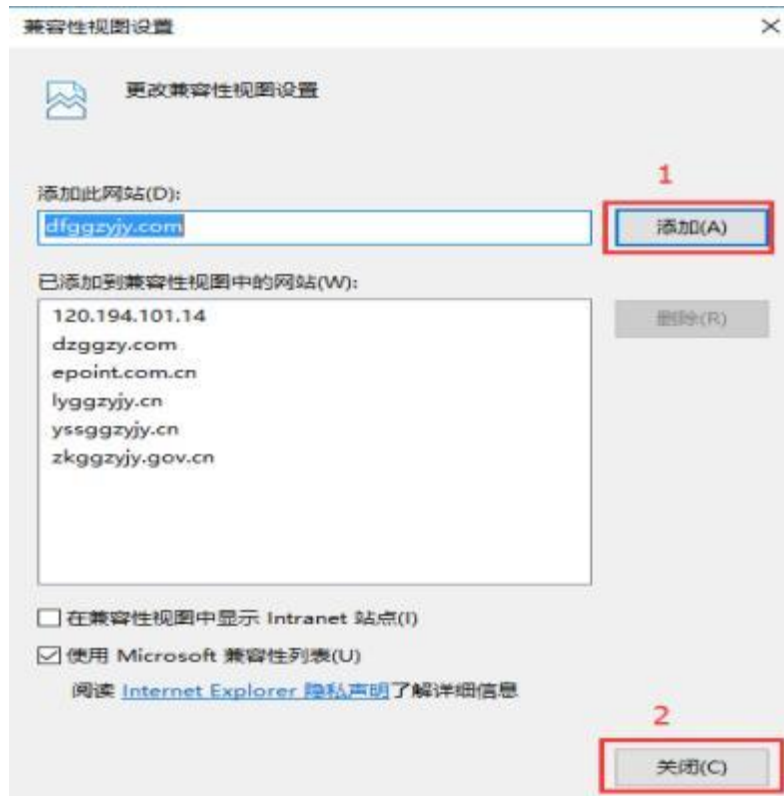 兼容性视图设置
更改兼容性视图设置
1
添加此网站(D):
dfggzyjy.com 添加(A)
已添加到兼容性视图中的网站(W):
120.194.101.14 删除(R)
dzggzy.com
epoint.com.cn
lyggzyjy.cn
yssggzyjy.cn
zkggzyjy.gov.cn
在兼容性视图中显示 Intranet 站点(I)
使用 Microsoft 兼容性列表(U)
阅读 Internet Explorer 隐私声明了解详细信息
2
关闭(C)